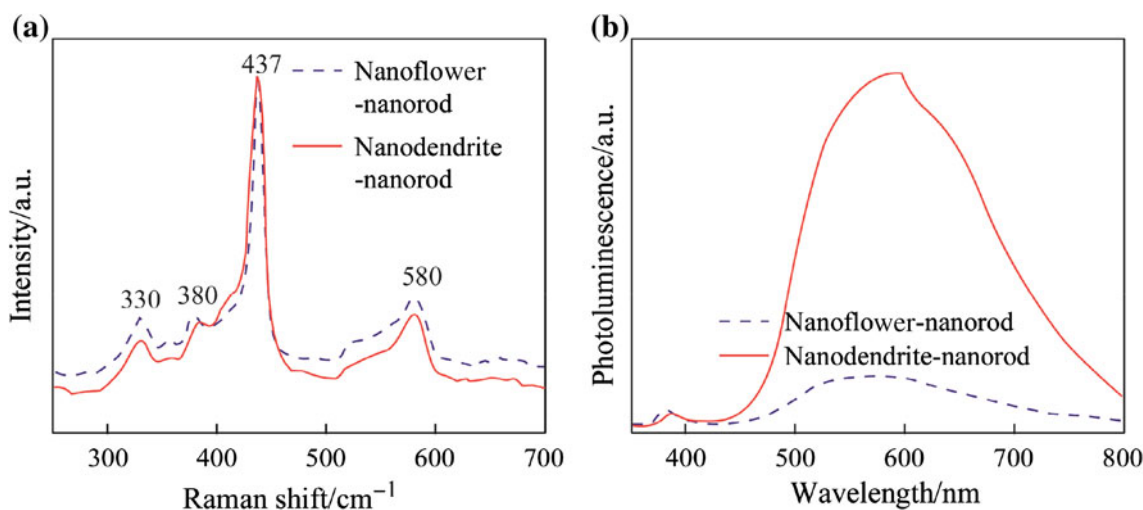 (a)
437
Nanoflower
-nanorod
Nanodendrite
-nanorod
330
380
580
Intensity/a.u.
300
400
500
600
700
Raman shift/cm⁻¹
(b)
Photoluminescence/a.u.
Nanoflower-nanorod
Nanodendrite-nanorod
400
500
600
700
800
Wavelength/nm